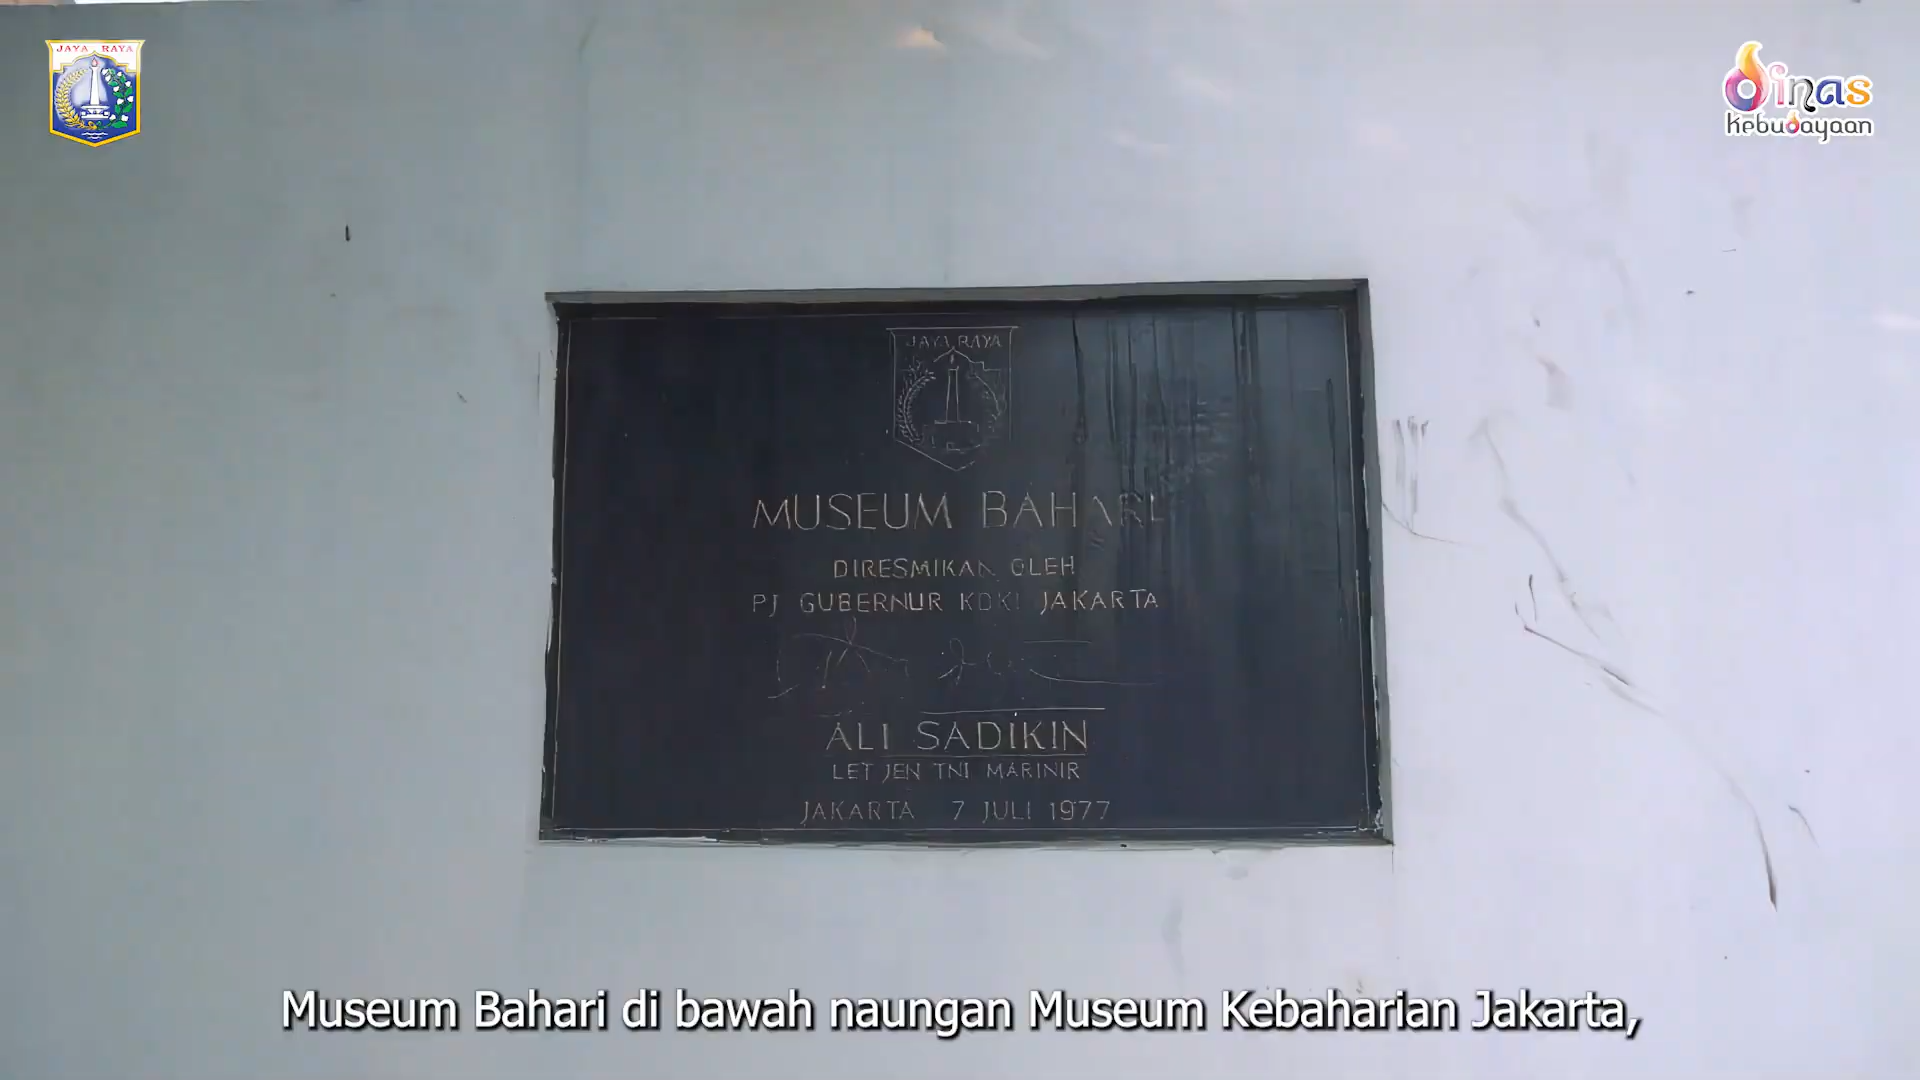 JAYA RAYA
Dinas
Kebudayaan
JAYA RAYA
MUSEUM BAHARI
DIRESMIKAN OLEH
PJ GUBERNUR KDKI JAKARTA
ALI SADIKIN
LET JEN TNI MARINIR
JAKARTA 7 JULI 1977
Museum Bahari di bawah naungan Museum Kebaharian Jakarta,